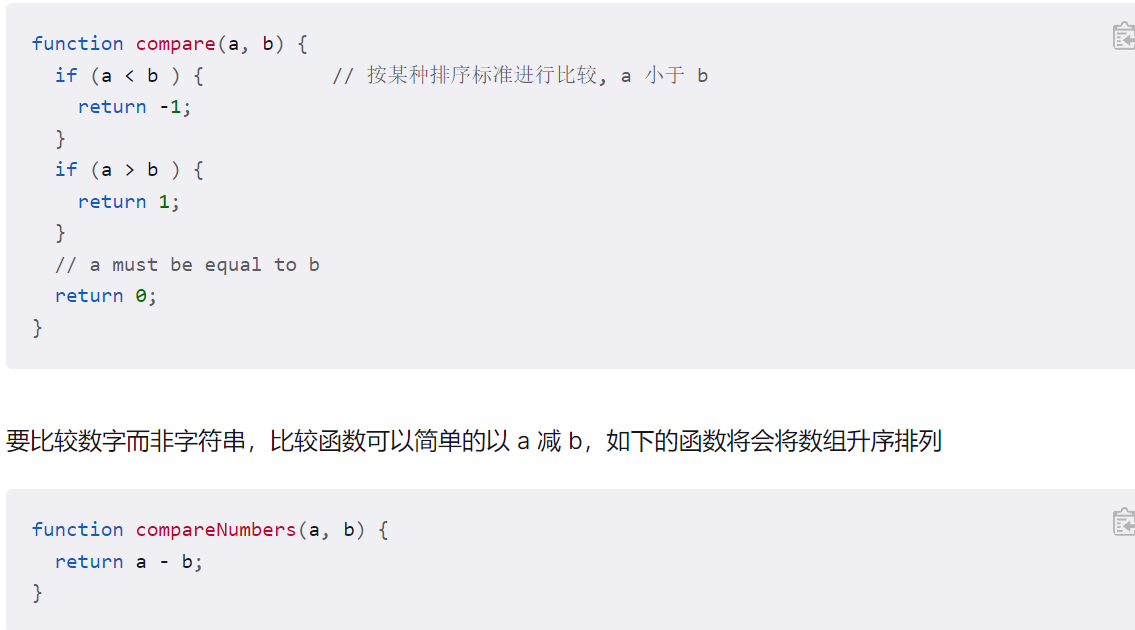 function compare(a, b) {
  if (a < b ) {           // 按某种排序标准进行比较, a 小于 b
    return -1;
  }
  if (a > b ) {
    return 1;
  }
  // a must be equal to b
  return 0;
}
要比较数字而非字符串，比较函数可以简单的以 a 减 b，如下的函数将会将数组升序排列
function compareNumbers(a, b) {
  return a - b;
}